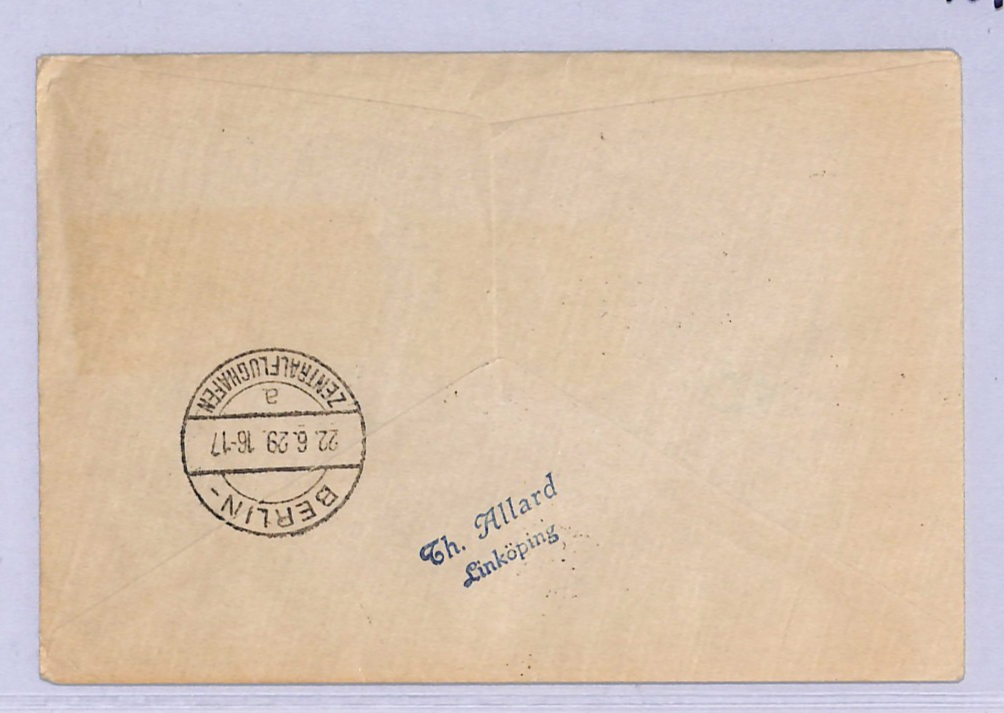 BERLIN-
22.6.29.16-17
a
ZENTRALFLUGHAFEN
Th. Allard
Linköping